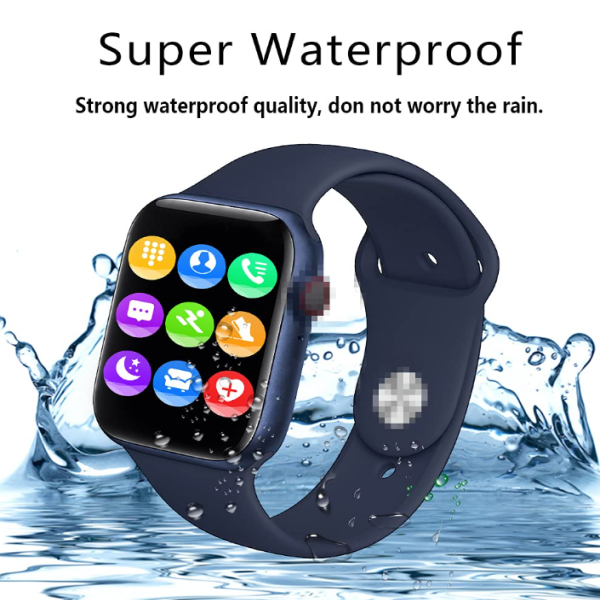 Super Waterproof
Strong waterproof quality, don not worry the rain.